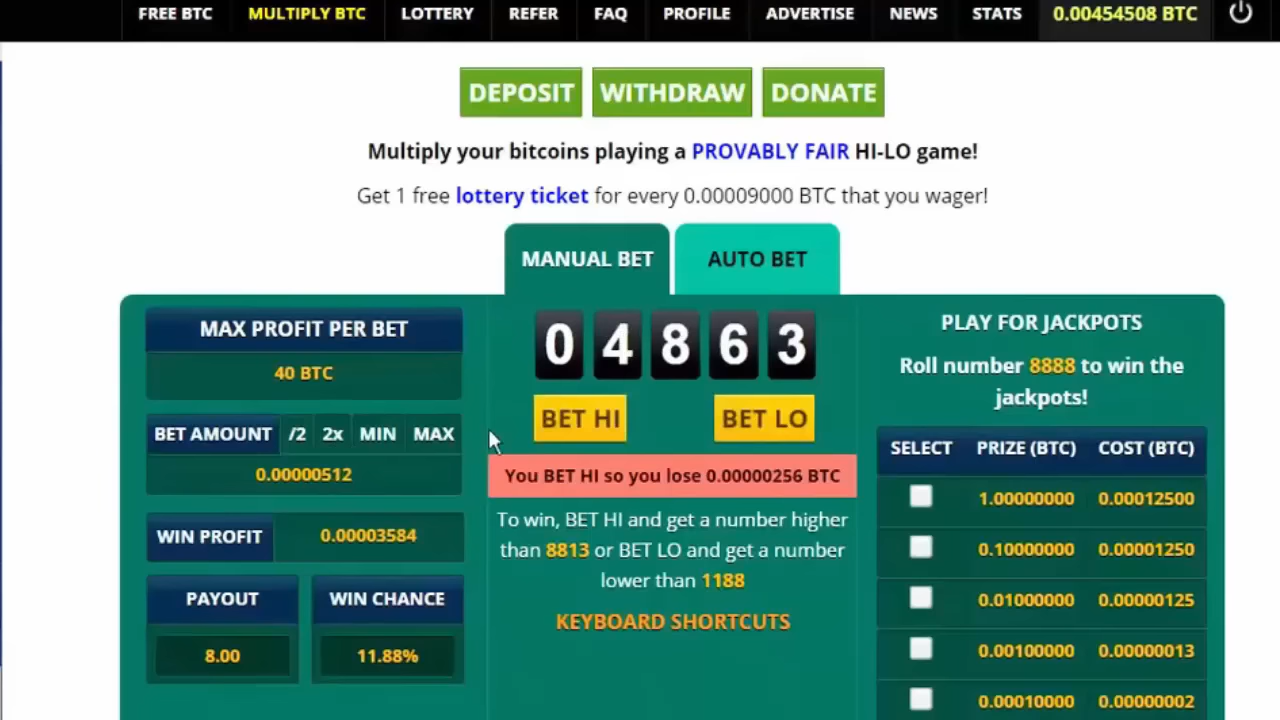 FREE BTC MULTIPLY BTC LOTTERY REFER FAQ PROFILE ADVERTISE NEWS STATS 0.00454508 BTC
DEPOSIT WITHDRAW DONATE
Multiply your bitcoins playing a PROVABLY FAIR HI-LO game!
Get 1 free lottery ticket for every 0.00009000 BTC that you wager!
MANUAL BET AUTO BET
MAX PROFIT PER BET
40 BTC
BET AMOUNT /2 2x MIN MAX
0.00000512
WIN PROFIT 0.00003584
PAYOUT WIN CHANCE
8.00 11.88%
0 4 8 6 3
BET HI BET LO
You BET HI so you lose 0.00000256 BTC
To win, BET HI and get a number higher
than 8813 or BET LO and get a number
lower than 1188
KEYBOARD SHORTCUTS
PLAY FOR JACKPOTS
Roll number 8888 to win the
jackpots!
SELECT PRIZE (BTC) COST (BTC)
1.00000000 0.00012500
0.10000000 0.00001250
0.01000000 0.00000125
0.00100000 0.00000013
0.00010000 0.00000002